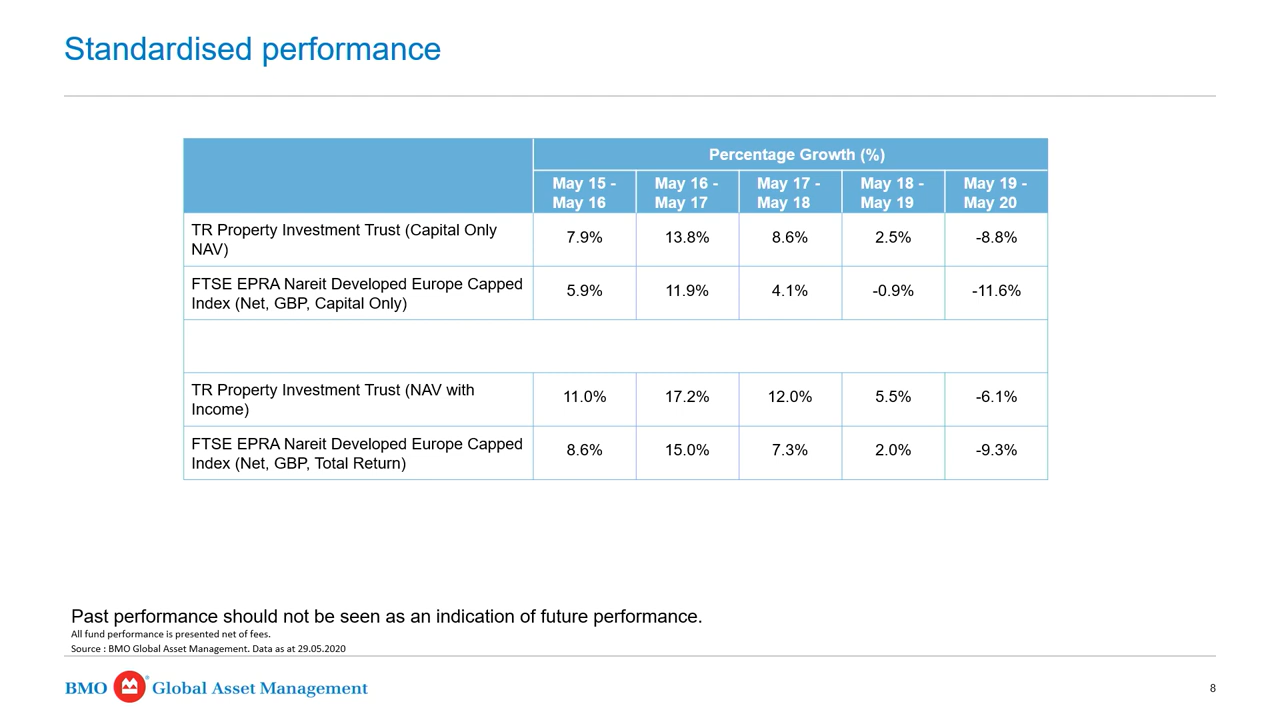 Standardised performance
Percentage Growth (%)
May 15 -
May 16
May 16 -
May 17
May 17 -
May 18
May 18 -
May 19
May 19 -
May 20
TR Property Investment Trust (Capital Only
NAV)
7.9%
13.8%
8.6%
2.5%
-8.8%
FTSE EPRA Nareit Developed Europe Capped
Index (Net, GBP, Capital Only)
5.9%
11.9%
4.1%
-0.9%
-11.6%
TR Property Investment Trust (NAV with
Income)
11.0%
17.2%
12.0%
5.5%
-6.1%
FTSE EPRA Nareit Developed Europe Capped
Index (Net, GBP, Total Return)
8.6%
15.0%
7.3%
2.0%
-9.3%
Past performance should not be seen as an indication of future performance.
All fund performance is presented net of fees.
Source : BMO Global Asset Management. Data as at 29.05.2020
BMO Global Asset Management
8